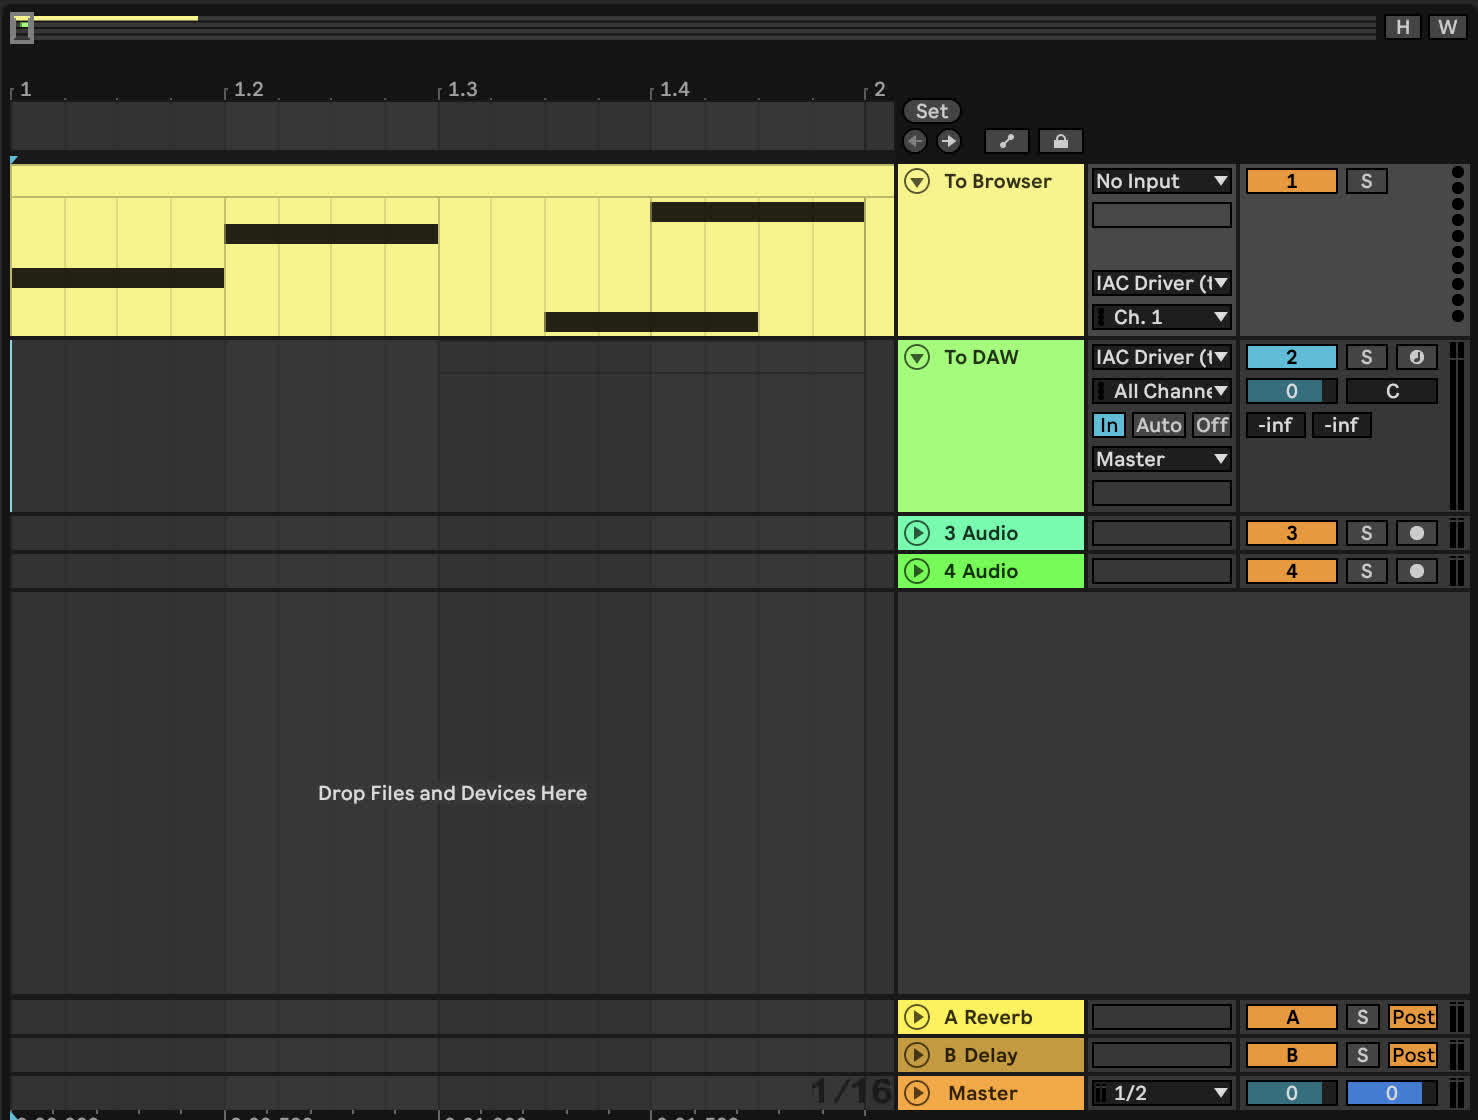 H W
1 1.2 1.3 1.4 2
Set
To Browser No Input 1 S
IAC Driver (t
Ch. 1
To DAW IAC Driver (t 2 S
All Channe 0 C
In Auto Off -inf -inf
Master
3 Audio 3 S
4 Audio 4 S
Drop Files and Devices Here
A Reverb A S Post
B Delay B S Post
1/16 Master 1/2 0 0